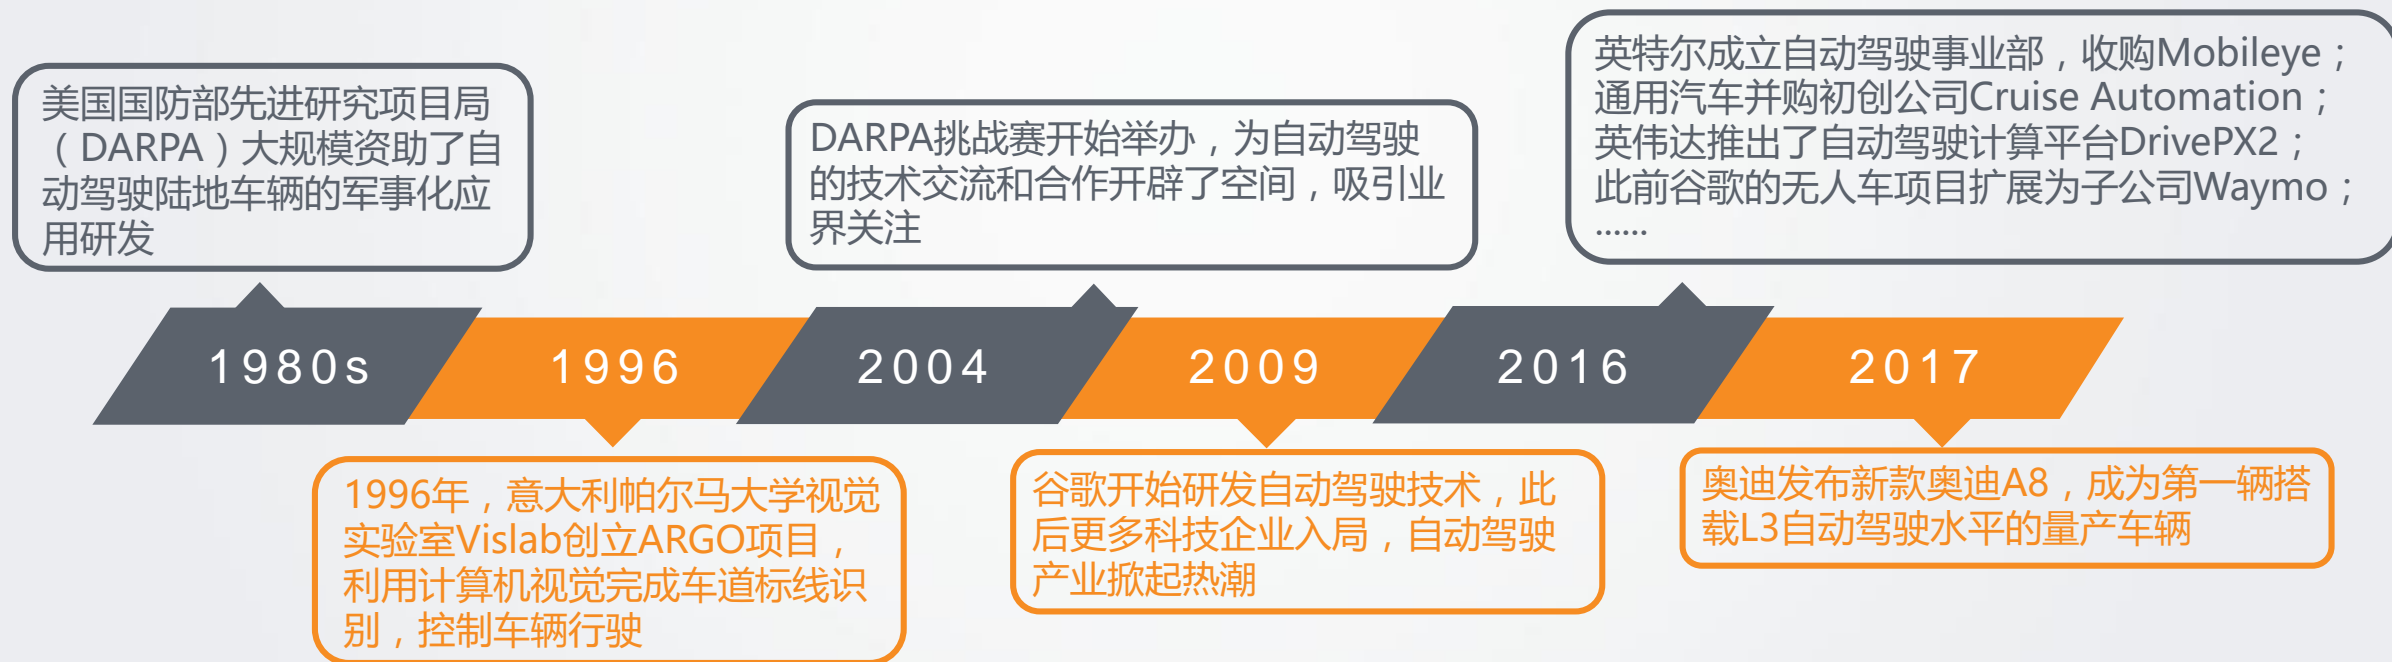 美国国防部先进研究项目局
（DARPA）大规模资助了自
动驾驶陆地车辆的军事化应
用研发
DARPA挑战赛开始举办，为自动驾驶
的技术交流和合作开辟了空间，吸引业
界关注
英特尔成立自动驾驶事业部，收购Mobileye；
通用汽车并购初创公司Cruise Automation；
英伟达推出了自动驾驶计算平台DrivePX2；
此前谷歌的无人车项目扩展为子公司Waymo；
......
1980s
1996
2004
2009
2016
2017
1996年，意大利帕尔马大学视觉
实验室Vislab创立ARGO项目，
利用计算机视觉完成车道标线识
别，控制车辆行驶
谷歌开始研发自动驾驶技术，此
后更多科技企业入局，自动驾驶
产业掀起热潮
奥迪发布新款奥迪A8，成为第一辆搭
载L3自动驾驶水平的量产车辆